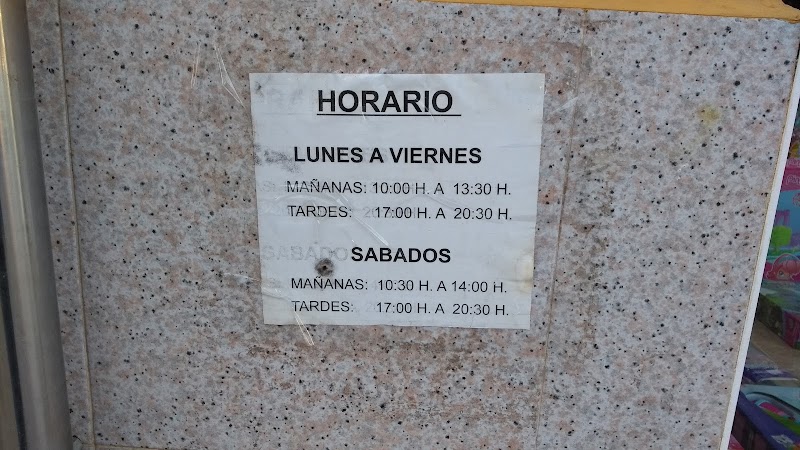 HORARIO
LUNES A VIERNES
MAÑANAS: 10:00 H. A 13:30 H.
TARDES: 17:00 H. A 20:30 H.
SABADOS
MAÑANAS: 10:30 H. A 14:00 H.
TARDES: 17:00 H. A 20:30 H.